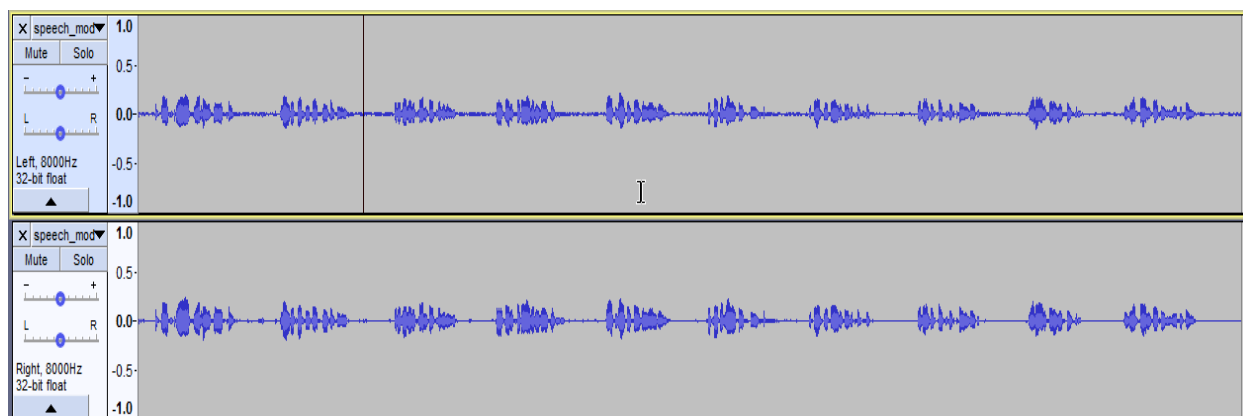 X speech_mod▼ 1.0
Mute Solo
0.5-
- +
0.0-
L R
Left, 8000Hz
32-bit float
-0.5-
▲ -1.0
X speech_mod▼ 1.0
Mute Solo
0.5-
- +
0.0-
L R
Right, 8000Hz
32-bit float
-0.5-
▲ -1.0